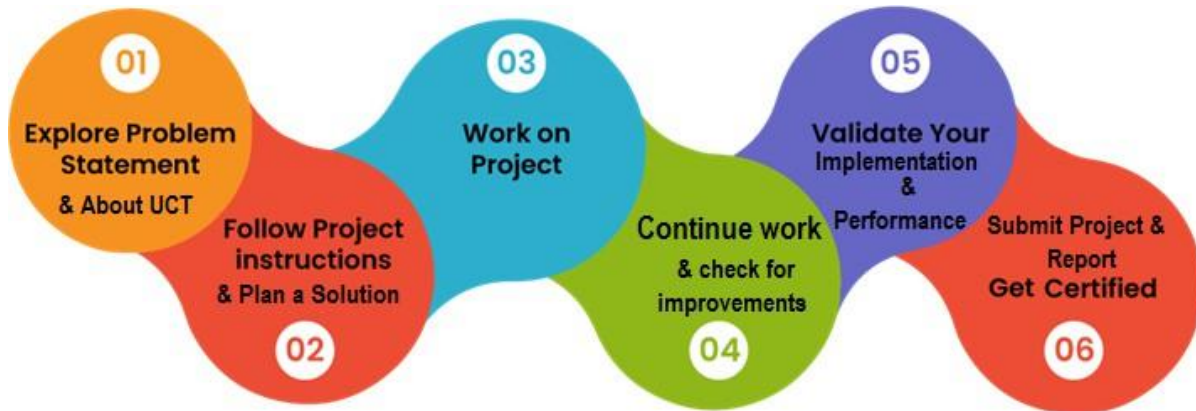 01
Explore Problem
Statement
& About UCT
Follow Project
instructions
& Plan a Solution
02
03
Work on
Project
Continue work
& check for
improvements
04
05
Validate Your
Implementation
&
Performance
Submit Project &
Report
Get Certified
06